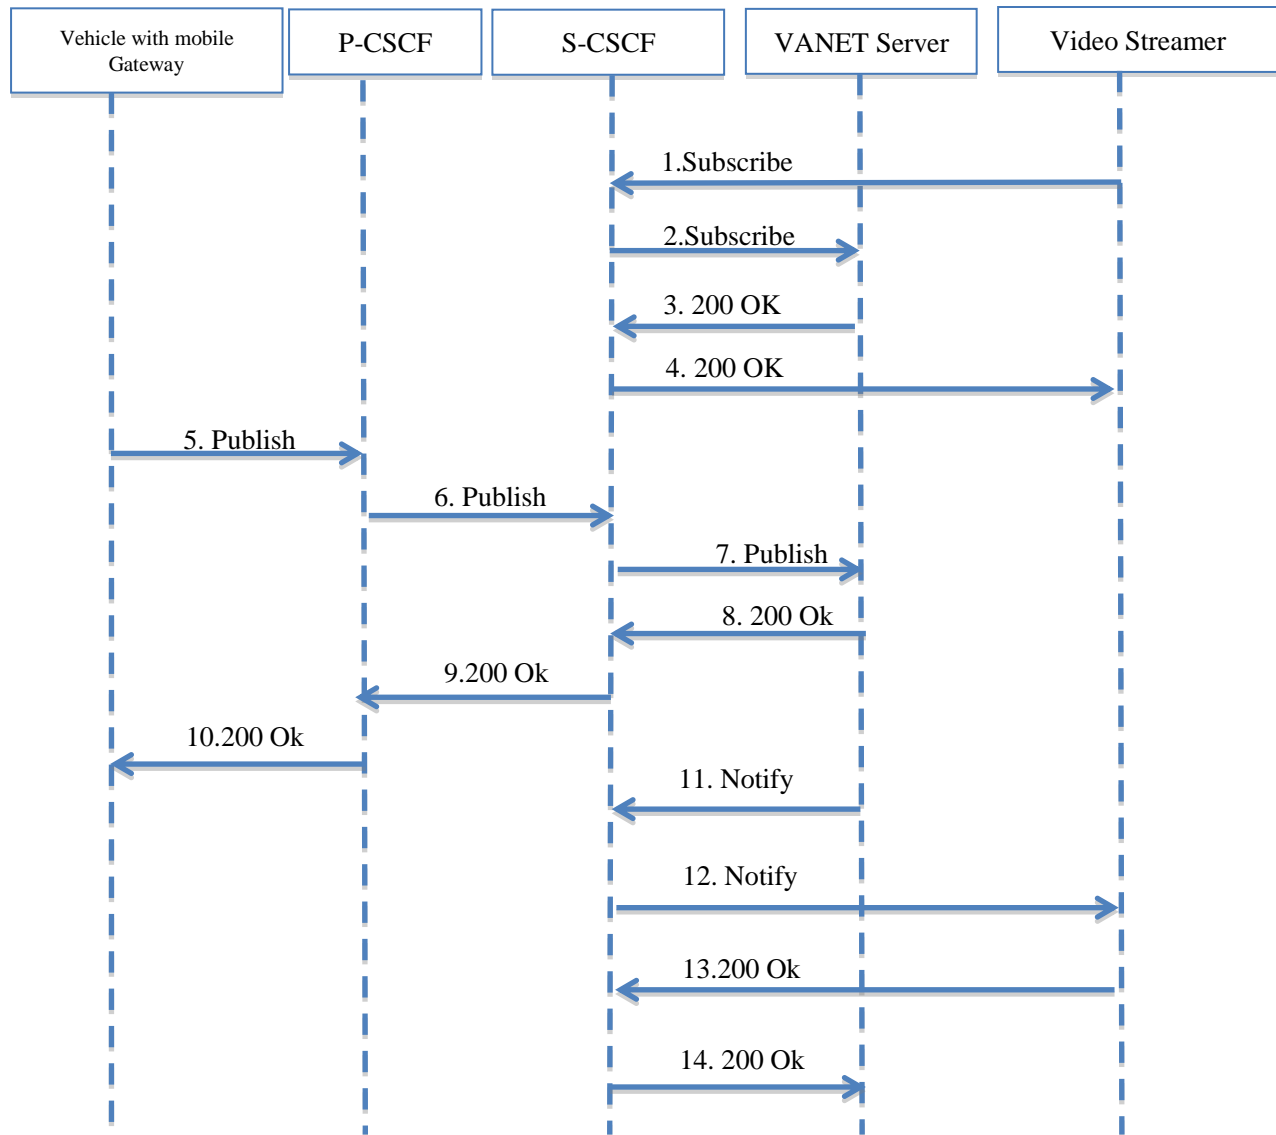 Vehicle with mobile
Gateway
P-CSCF
S-CSCF
VANET Server
Video Streamer
1.Subscribe
2.Subscribe
3. 200 OK
4. 200 OK
5. Publish
6. Publish
7. Publish
8. 200 Ok
9.200 Ok
10.200 Ok
11. Notify
12. Notify
13.200 Ok
14. 200 Ok